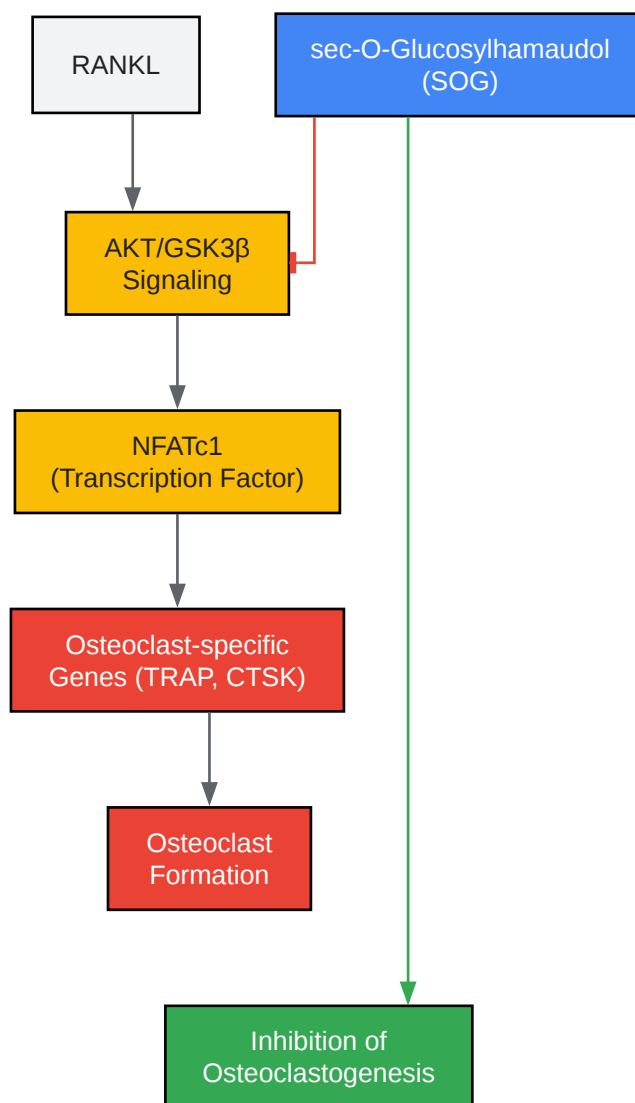 RANKL
sec-O-Glucosylhamaudol
(SOG)
AKT/GSK3β
Signaling
NFATc1
(Transcription Factor)
Osteoclast-specific
Genes (TRAP, CTSK)
Osteoclast
Formation
Inhibition of
Osteoclastogenesis